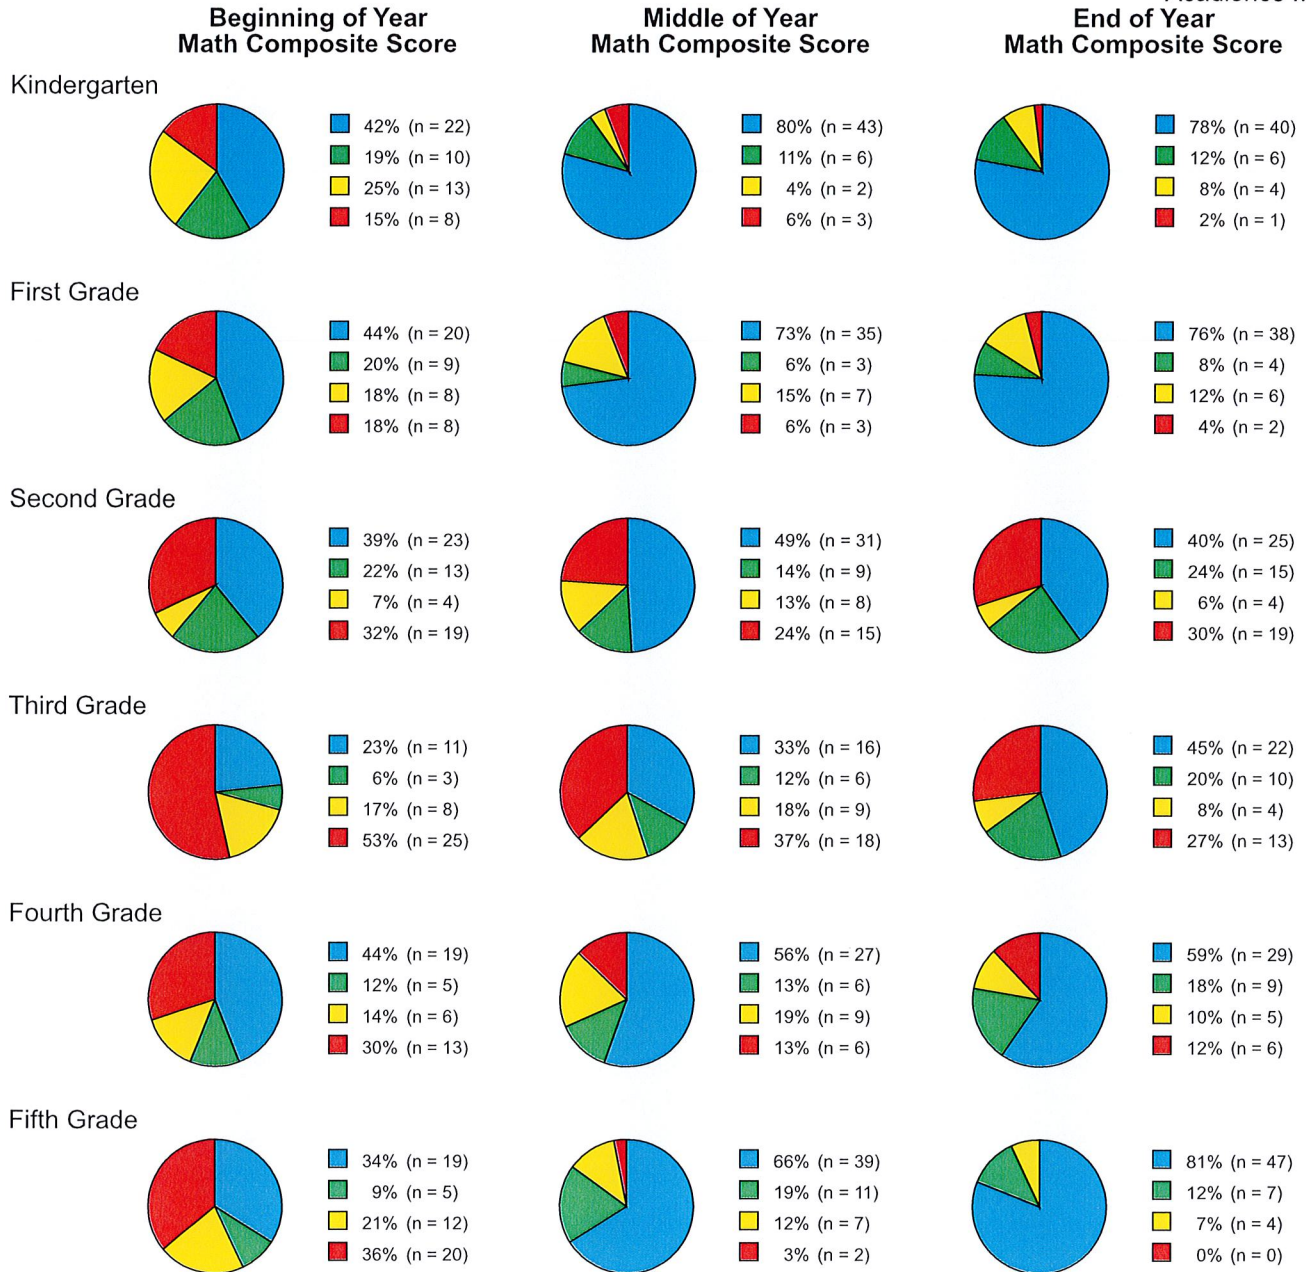 Beginning of Year
Math Composite Score
Middle of Year
Math Composite Score
End of Year
Math Composite Score
Kindergarten
42% (n = 22)
19% (n = 10)
25% (n = 13)
15% (n = 8)
80% (n = 43)
11% (n = 6)
4% (n = 2)
6% (n = 3)
78% (n = 40)
12% (n = 6)
8% (n = 4)
2% (n = 1)
First Grade
44% (n = 20)
20% (n = 9)
18% (n = 8)
18% (n = 8)
73% (n = 35)
6% (n = 3)
15% (n = 7)
6% (n = 3)
76% (n = 38)
8% (n = 4)
12% (n = 6)
4% (n = 2)
Second Grade
39% (n = 23)
22% (n = 13)
7% (n = 4)
32% (n = 19)
49% (n = 31)
14% (n = 9)
13% (n = 8)
24% (n = 15)
40% (n = 25)
24% (n = 15)
6% (n = 4)
30% (n = 19)
Third Grade
23% (n = 11)
6% (n = 3)
17% (n = 8)
53% (n = 25)
33% (n = 16)
12% (n = 6)
18% (n = 9)
37% (n = 18)
45% (n = 22)
20% (n = 10)
8% (n = 4)
27% (n = 13)
Fourth Grade
44% (n = 19)
12% (n = 5)
14% (n = 6)
30% (n = 13)
56% (n = 27)
13% (n = 6)
19% (n = 9)
13% (n = 6)
59% (n = 29)
18% (n = 9)
10% (n = 5)
12% (n = 6)
Fifth Grade
34% (n = 19)
9% (n = 5)
21% (n = 12)
36% (n = 20)
66% (n = 39)
19% (n = 11)
12% (n = 7)
3% (n = 2)
81% (n = 47)
12% (n = 7)
7% (n = 4)
0% (n = 0)